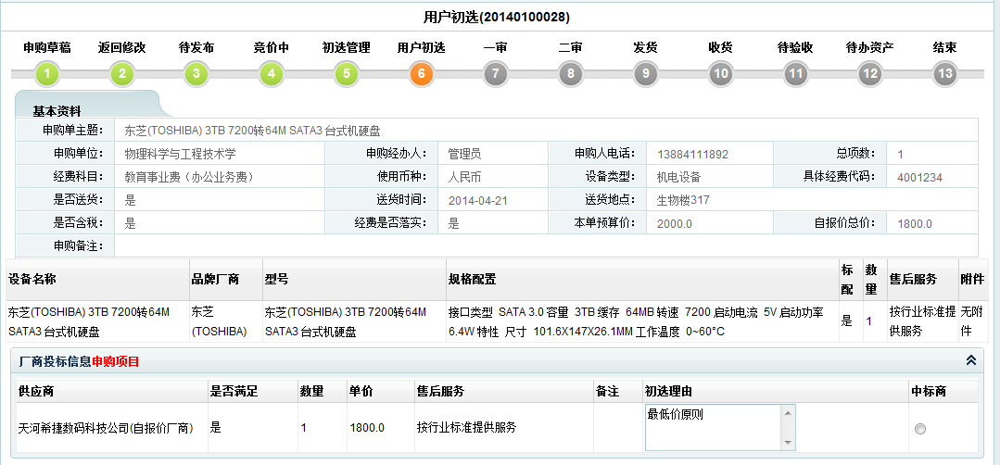 用户初选(20140100028)
申购草稿 返回修改 待发布 竞价中 初选管理 用户初选 一审 二审 发货 收货 待验收 待办资产 结束
1 2 3 4 5 6 7 8 9 10 11 12 13
基本资料
申购单主题： 东芝(TOSHIBA) 3TB 7200转64M SATA3 台式机硬盘
申购单位： 物理科学与工程技术学 申购经办人： 管理员 申购人电话： 13884111892 总项数： 1
经费科目： 教育事业费（办公业务费） 使用币种： 人民币 设备类型： 机电设备 具体经费代码： 4001234
是否送货： 是 送货时间： 2014-04-21 送货地点： 生物楼317
是否含税： 是 经费是否落实： 是 本单预算价： 2000.0 自报价总价： 1800.0
申购备注：
设备名称 品牌厂商 型号 规格配置 标配 数量 售后服务 附件
东芝(TOSHIBA) 3TB 7200转64M 东芝 东芝(TOSHIBA) 3TB 7200转64M 接口类型 SATA 3.0 容量 3TB 缓存 64MB 转速 7200 启动电流 5V 启动功率 是 1 按行业标准提 无附
SATA3 台式机硬盘 (TOSHIBA) SATA3 台式机硬盘 6.4W 特性 尺寸 101.6X147X26.1MM 工作温度 0~60°C 供服务 件
厂商投标信息申购项目
供应商 是否满足 数量 单价 售后服务 备注 初选理由 中标商
天河希捷数码科技公司(自报价厂商) 是 1 1800.0 按行业标准提供服务 最低价原则